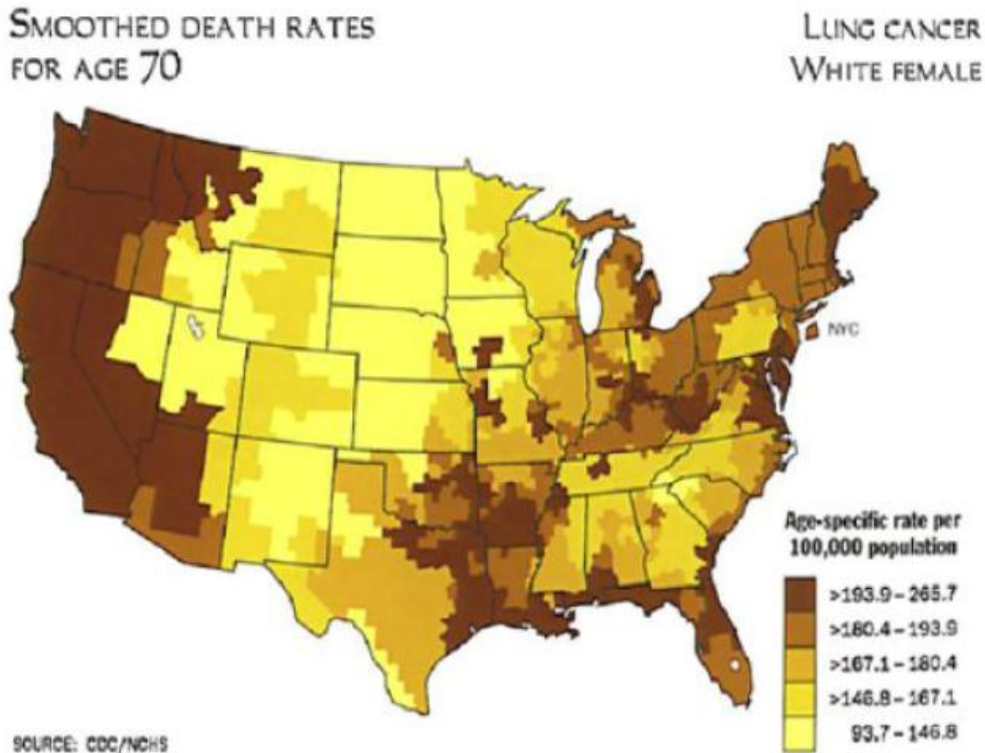 SMOOTHED DEATH RATES
FOR AGE 70
LUNG CANCER
WHITE FEMALE
NYC
Age-specific rate per
100,000 population
>193.9–265.7
>180.4–193.9
>167.1–180.4
>146.8–167.1
93.7–146.8
SOURCE: CDC/NCHS